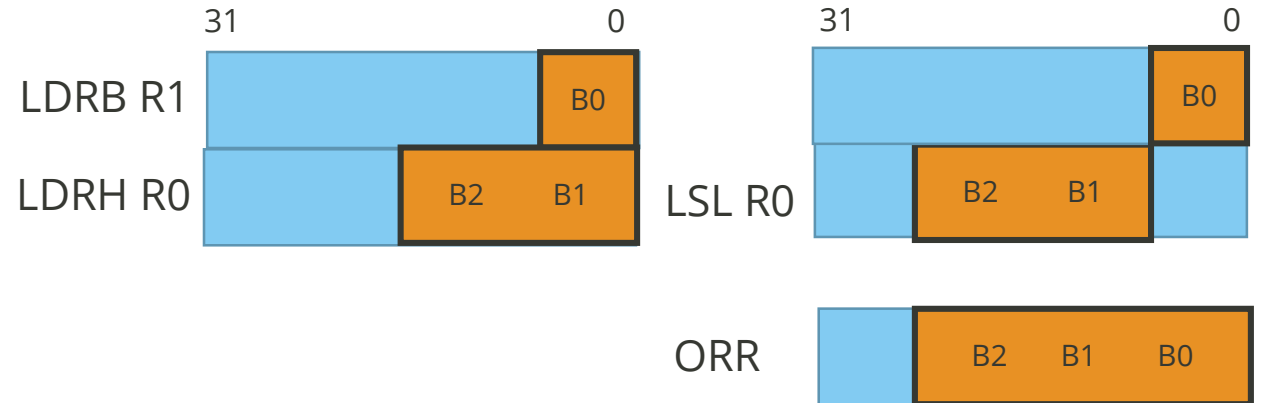 31 0
LDRB R1 B0
LDRH R0 B2 B1
31 0
B0
LSL R0 B2 B1
ORR B2 B1 B0